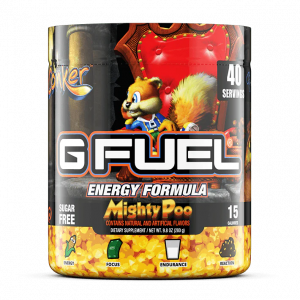 Conker
40
SERVINGS
G FUEL
ENERGY FORMULA
SUGAR
FREE
Mighty Poo
CONTAINS NATURAL AND ARTIFICIAL FLAVORS
DIETARY SUPPLEMENT / NET WT. 9.8 OZ (280 G)
15
CALORIES
ENERGY
FOCUS
ENDURANCE
REACTION